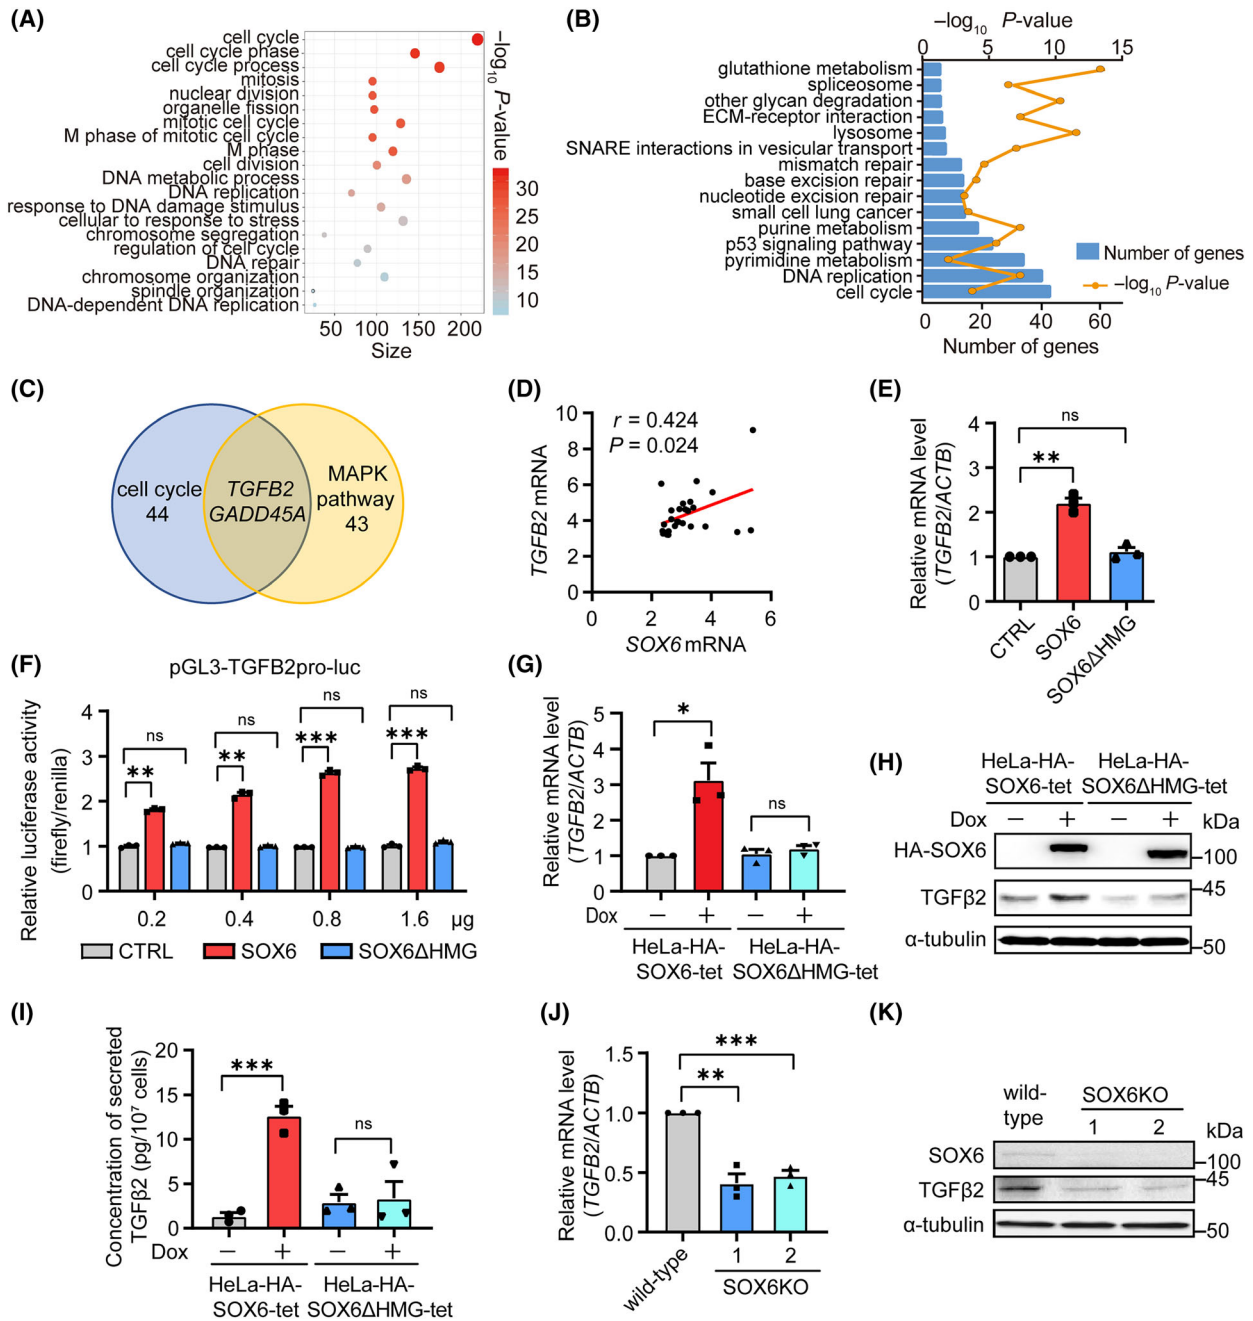 (A)
cell cycle
cell cycle phase
cell cycle process
mitosis
nuclear division
organelle fission
mitotic cell cycle
M phase of mitotic cell cycle
M phase
cell division
DNA metabolic process
DNA replication
response to DNA damage stimulus
cellular to response to stress
chromosome segregation
regulation of cell cycle
DNA repair
chromosome organization
spindle organization
DNA-dependent DNA replication
50 100 150 200
Size
–log10 P-value
30
25
20
15
10
(B)
–log10 P-value
0 5 10 15
glutathione metabolism
spliceosome
other glycan degradation
ECM-receptor interaction
lysosome
SNARE interactions in vesicular transport
mismatch repair
base excision repair
nucleotide excision repair
small cell lung cancer
purine metabolism
p53 signaling pathway
pyrimidine metabolism
DNA replication
cell cycle
Number of genes
–log10 P-value
0 20 40 60
Number of genes
(C)
cell cycle
44
TGFB2
GADD45A
MAPK
pathway
43
(D)
r = 0.424
P = 0.024
TGFB2 mRNA
10
8
6
4
2
0
0 2 4 6
SOX6 mRNA
(E)
Relative mRNA level
(TGFB2/ACTB)
4
3
2
1
0
ns
**
CTRL
SOX6
SOX6ΔHMG
(F)
pGL3-TGFB2pro-luc
Relative luciferase activity
(firefly/renilla)
4
3
2
1
0
ns
**
ns
**
ns
***
ns
***
0.2 0.4 0.8 1.6 μg
CTRL SOX6 SOX6ΔHMG
(G)
Relative mRNA level
(TGFB2/ACTB)
5
4
3
2
1
0
*
ns
Dox – + – +
HeLa-HA-
SOX6-tet
HeLa-HA-
SOX6ΔHMG-tet
(H)
HeLa-HA-
SOX6-tet
HeLa-HA-
SOX6ΔHMG-tet
Dox – + – + kDa
HA-SOX6
100
TGFβ2
45
α-tubulin
50
(I)
Concentration of secreted
TGFβ2 (pg/10⁷ cells)
20
15
10
5
0
***
ns
Dox – + – +
HeLa-HA-
SOX6-tet
HeLa-HA-
SOX6ΔHMG-tet
(J)
Relative mRNA level
(TGFB2/ACTB)
1.5
1.0
0.5
0.0
***
**
wild-type
1 2
SOX6KO
(K)
wild-
type
SOX6KO
1 2
kDa
SOX6
100
TGFβ2
45
α-tubulin
50